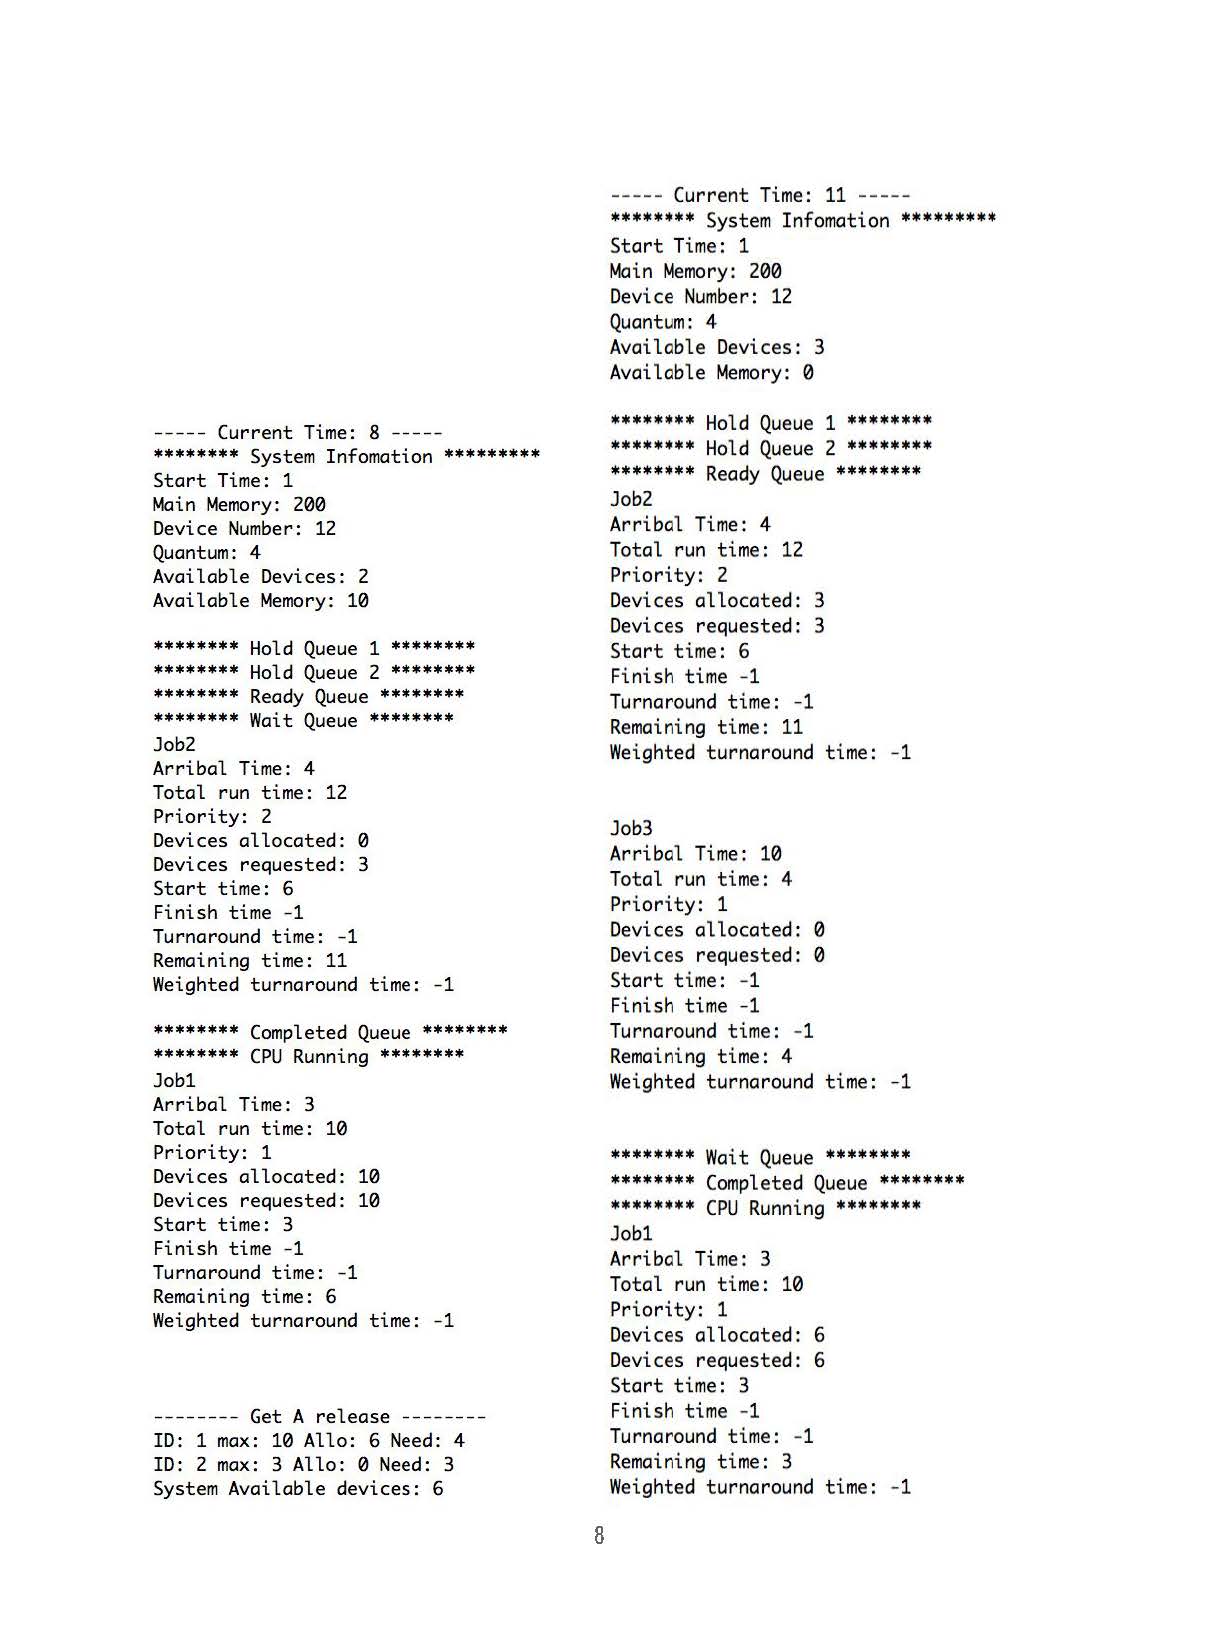 ----- Current Time: 8 -----
******** System Infomation *********
Start Time: 1
Main Memory: 200
Device Number: 12
Quantum: 4
Available Devices: 2
Available Memory: 10
******** Hold Queue 1 ********
******** Hold Queue 2 ********
******** Ready Queue ********
******** Wait Queue ********
Job2
Arribal Time: 4
Total run time: 12
Priority: 2
Devices allocated: 0
Devices requested: 3
Start time: 6
Finish time -1
Turnaround time: -1
Remaining time: 11
Weighted turnaround time: -1
******** Completed Queue ********
******** CPU Running ********
Job1
Arribal Time: 3
Total run time: 10
Priority: 1
Devices allocated: 10
Devices requested: 10
Start time: 3
Finish time -1
Turnaround time: -1
Remaining time: 6
Weighted turnaround time: -1
-------- Get A release --------
ID: 1 max: 10 Allo: 6 Need: 4
ID: 2 max: 3 Allo: 0 Need: 3
System Available devices: 6
----- Current Time: 11 -----
******** System Infomation *********
Start Time: 1
Main Memory: 200
Device Number: 12
Quantum: 4
Available Devices: 3
Available Memory: 0
******** Hold Queue 1 ********
******** Hold Queue 2 ********
******** Ready Queue ********
Job2
Arribal Time: 4
Total run time: 12
Priority: 2
Devices allocated: 3
Devices requested: 3
Start time: 6
Finish time -1
Turnaround time: -1
Remaining time: 11
Weighted turnaround time: -1
Job3
Arribal Time: 10
Total run time: 4
Priority: 1
Devices allocated: 0
Devices requested: 0
Start time: -1
Finish time -1
Turnaround time: -1
Remaining time: 4
Weighted turnaround time: -1
******** Wait Queue ********
******** Completed Queue ********
******** CPU Running ********
Job1
Arribal Time: 3
Total run time: 10
Priority: 1
Devices allocated: 6
Devices requested: 6
Start time: 3
Finish time -1
Turnaround time: -1
Remaining time: 3
Weighted turnaround time: -1
8